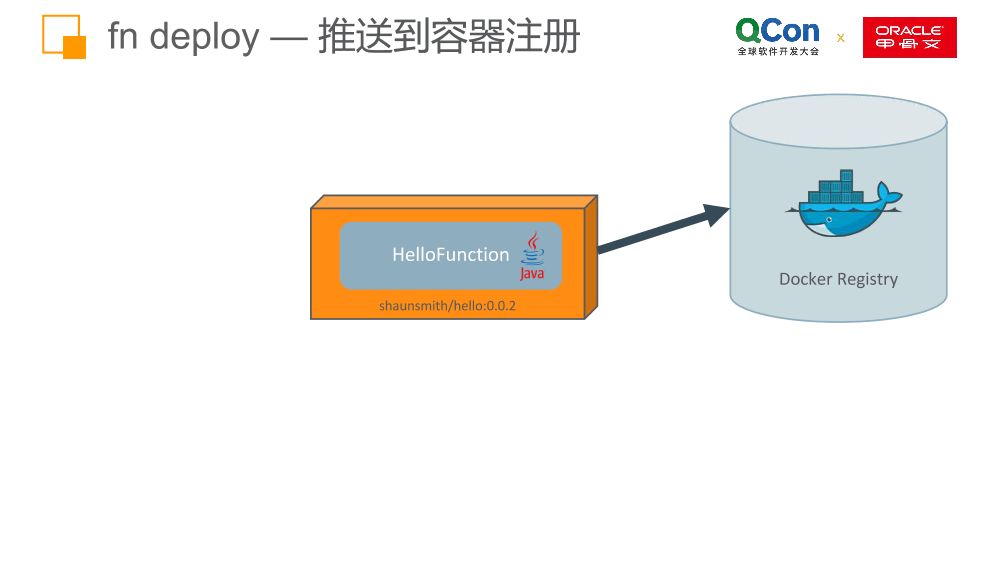 fn deploy — 推送到容器注册
QCon
全球软件开发大会
x
ORACLE
甲骨文
HelloFunction
Java
shaunsmith/hello:0.0.2
Docker Registry